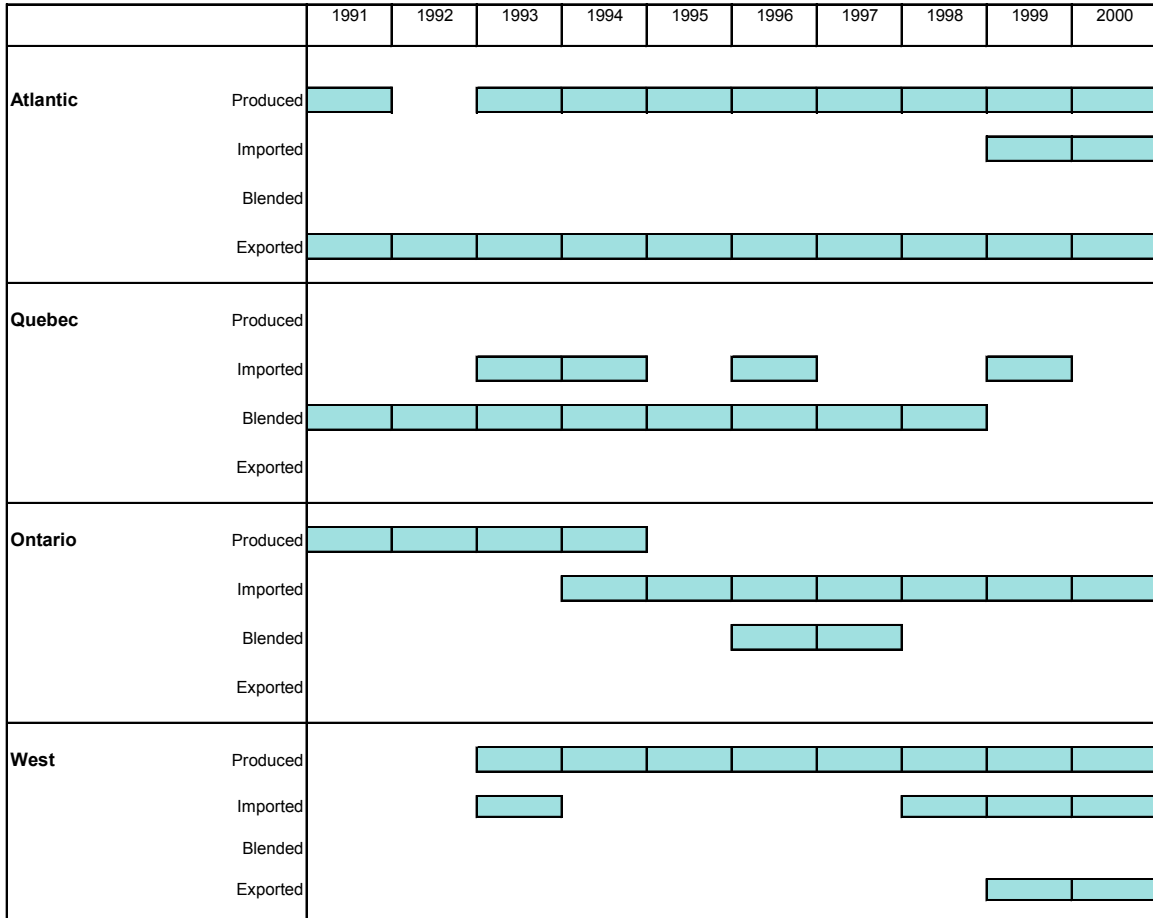 1991 1992 1993 1994 1995 1996 1997 1998 1999 2000
Atlantic Produced
Imported
Blended
Exported
Quebec Produced
Imported
Blended
Exported
Ontario Produced
Imported
Blended
Exported
West Produced
Imported
Blended
Exported